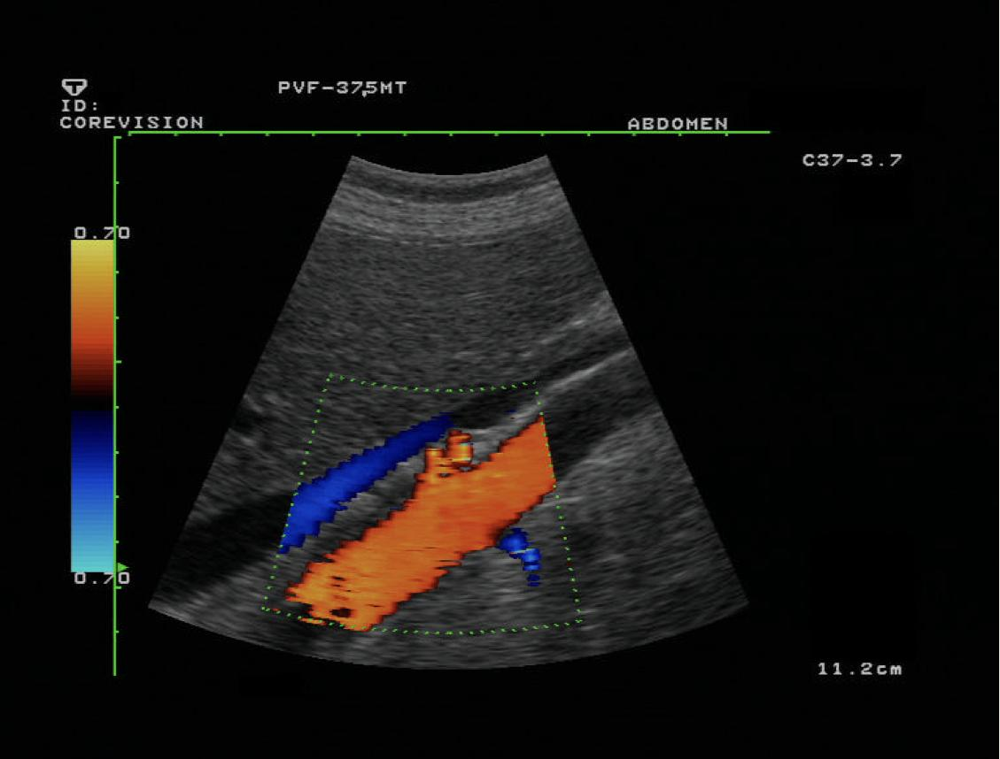 PVF-375MT
ID:
COREVISION
ABDOMEN
C37-3.7
0.70
0.70
11.2cm